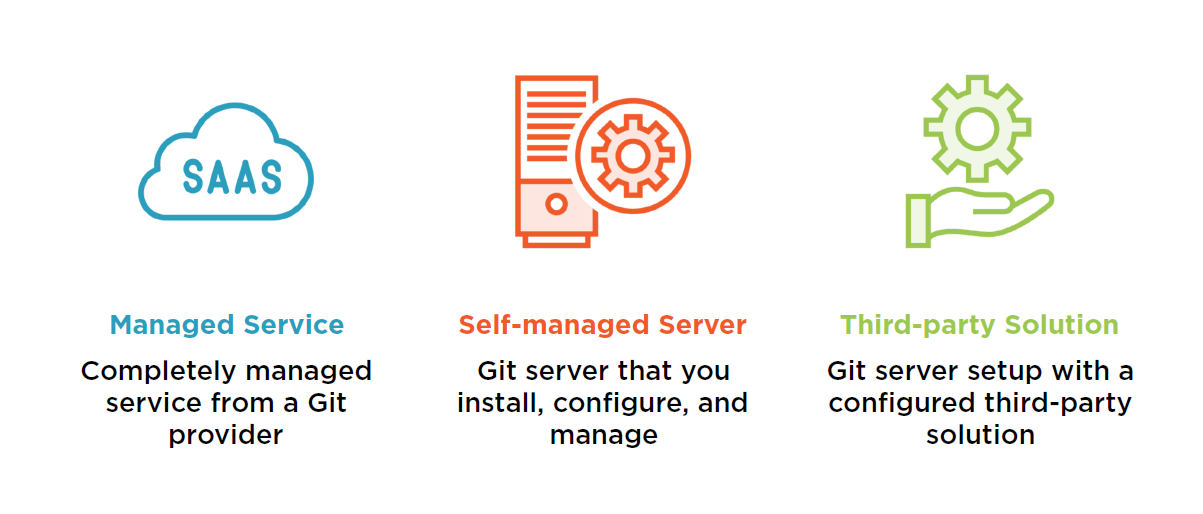 SAAS
Managed Service
Completely managed
service from a Git
provider
Self-managed Server
Git server that you
install, configure, and
manage
Third-party Solution
Git server setup with a
configured third-party
solution